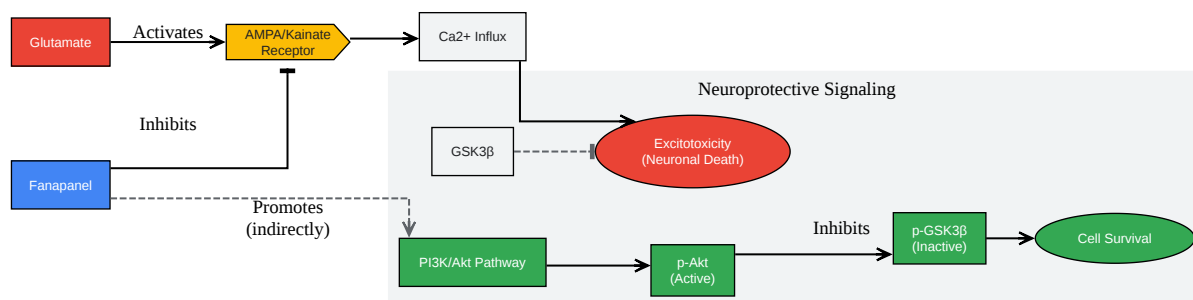 Glutamate
Activates
AMPA/Kainate
Receptor
Ca2+ Influx
Neuroprotective Signaling
Inhibits
GSK3β
Excitotoxicity
(Neuronal Death)
Fanapanel
Promotes
(indirectly)
PI3K/Akt Pathway
p-Akt
(Active)
Inhibits
p-GSK3β
(Inactive)
Cell Survival